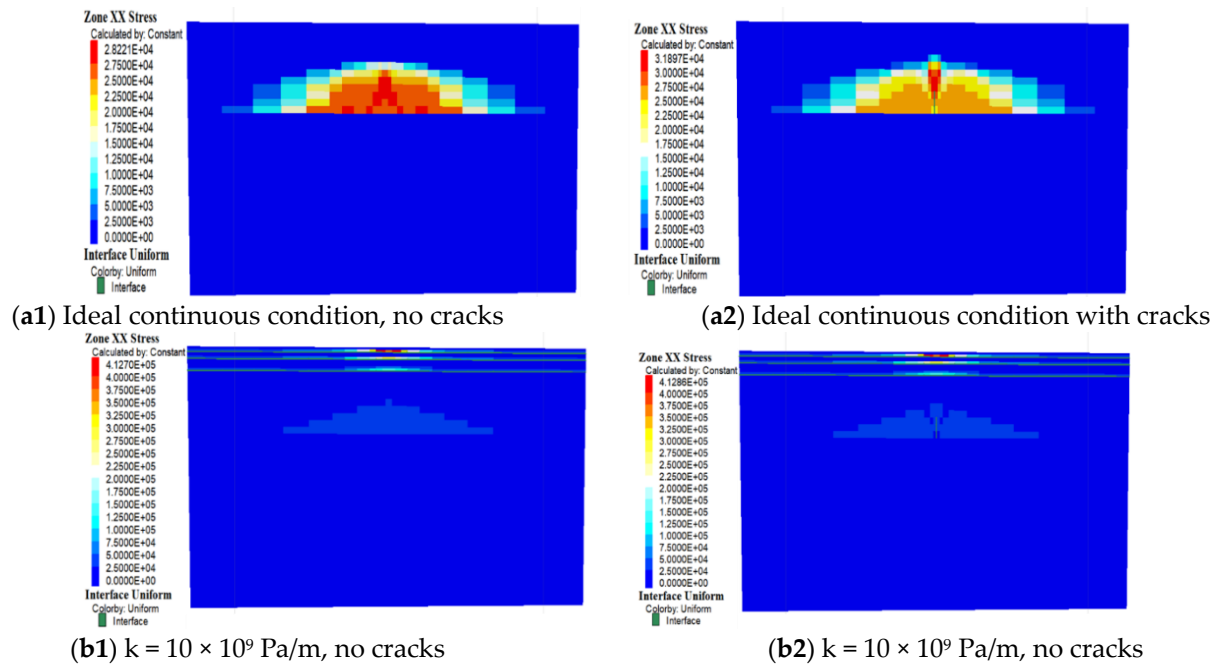 Zone XX Stress
Calculated by: Constant
2.8221E+04
2.7500E+04
2.5000E+04
2.2500E+04
2.0000E+04
1.7500E+04
1.5000E+04
1.2500E+04
1.0000E+04
7.5000E+03
5.0000E+03
2.5000E+03
0.0000E+00
Interface Uniform
Colorby: Uniform
Interface
(a1) Ideal continuous condition, no cracks
Zone XX Stress
Calculated by: Constant
3.1897E+04
3.0000E+04
2.7500E+04
2.5000E+04
2.2500E+04
2.0000E+04
1.7500E+04
1.5000E+04
1.2500E+04
1.0000E+04
7.5000E+03
5.0000E+03
2.5000E+03
0.0000E+00
Interface Uniform
Colorby: Uniform
Interface
(a2) Ideal continuous condition with cracks
Zone XX Stress
Calculated by: Constant
4.1270E+05
4.0000E+05
3.7500E+05
3.5000E+05
3.2500E+05
3.0000E+05
2.7500E+05
2.5000E+05
2.2500E+05
2.0000E+05
1.7500E+05
1.5000E+05
1.2500E+05
1.0000E+05
7.5000E+04
5.0000E+04
2.5000E+04
0.0000E+00
Interface Uniform
Colorby: Uniform
Interface
(b1) k = 10 × 10⁹ Pa/m, no cracks
Zone XX Stress
Calculated by: Constant
4.1286E+05
4.0000E+05
3.7500E+05
3.5000E+05
3.2500E+05
3.0000E+05
2.7500E+05
2.5000E+05
2.2500E+05
2.0000E+05
1.7500E+05
1.5000E+05
1.2500E+05
1.0000E+05
7.5000E+04
5.0000E+04
2.5000E+04
0.0000E+00
Interface Uniform
Colorby: Uniform
Interface
(b2) k = 10 × 10⁹ Pa/m, no cracks